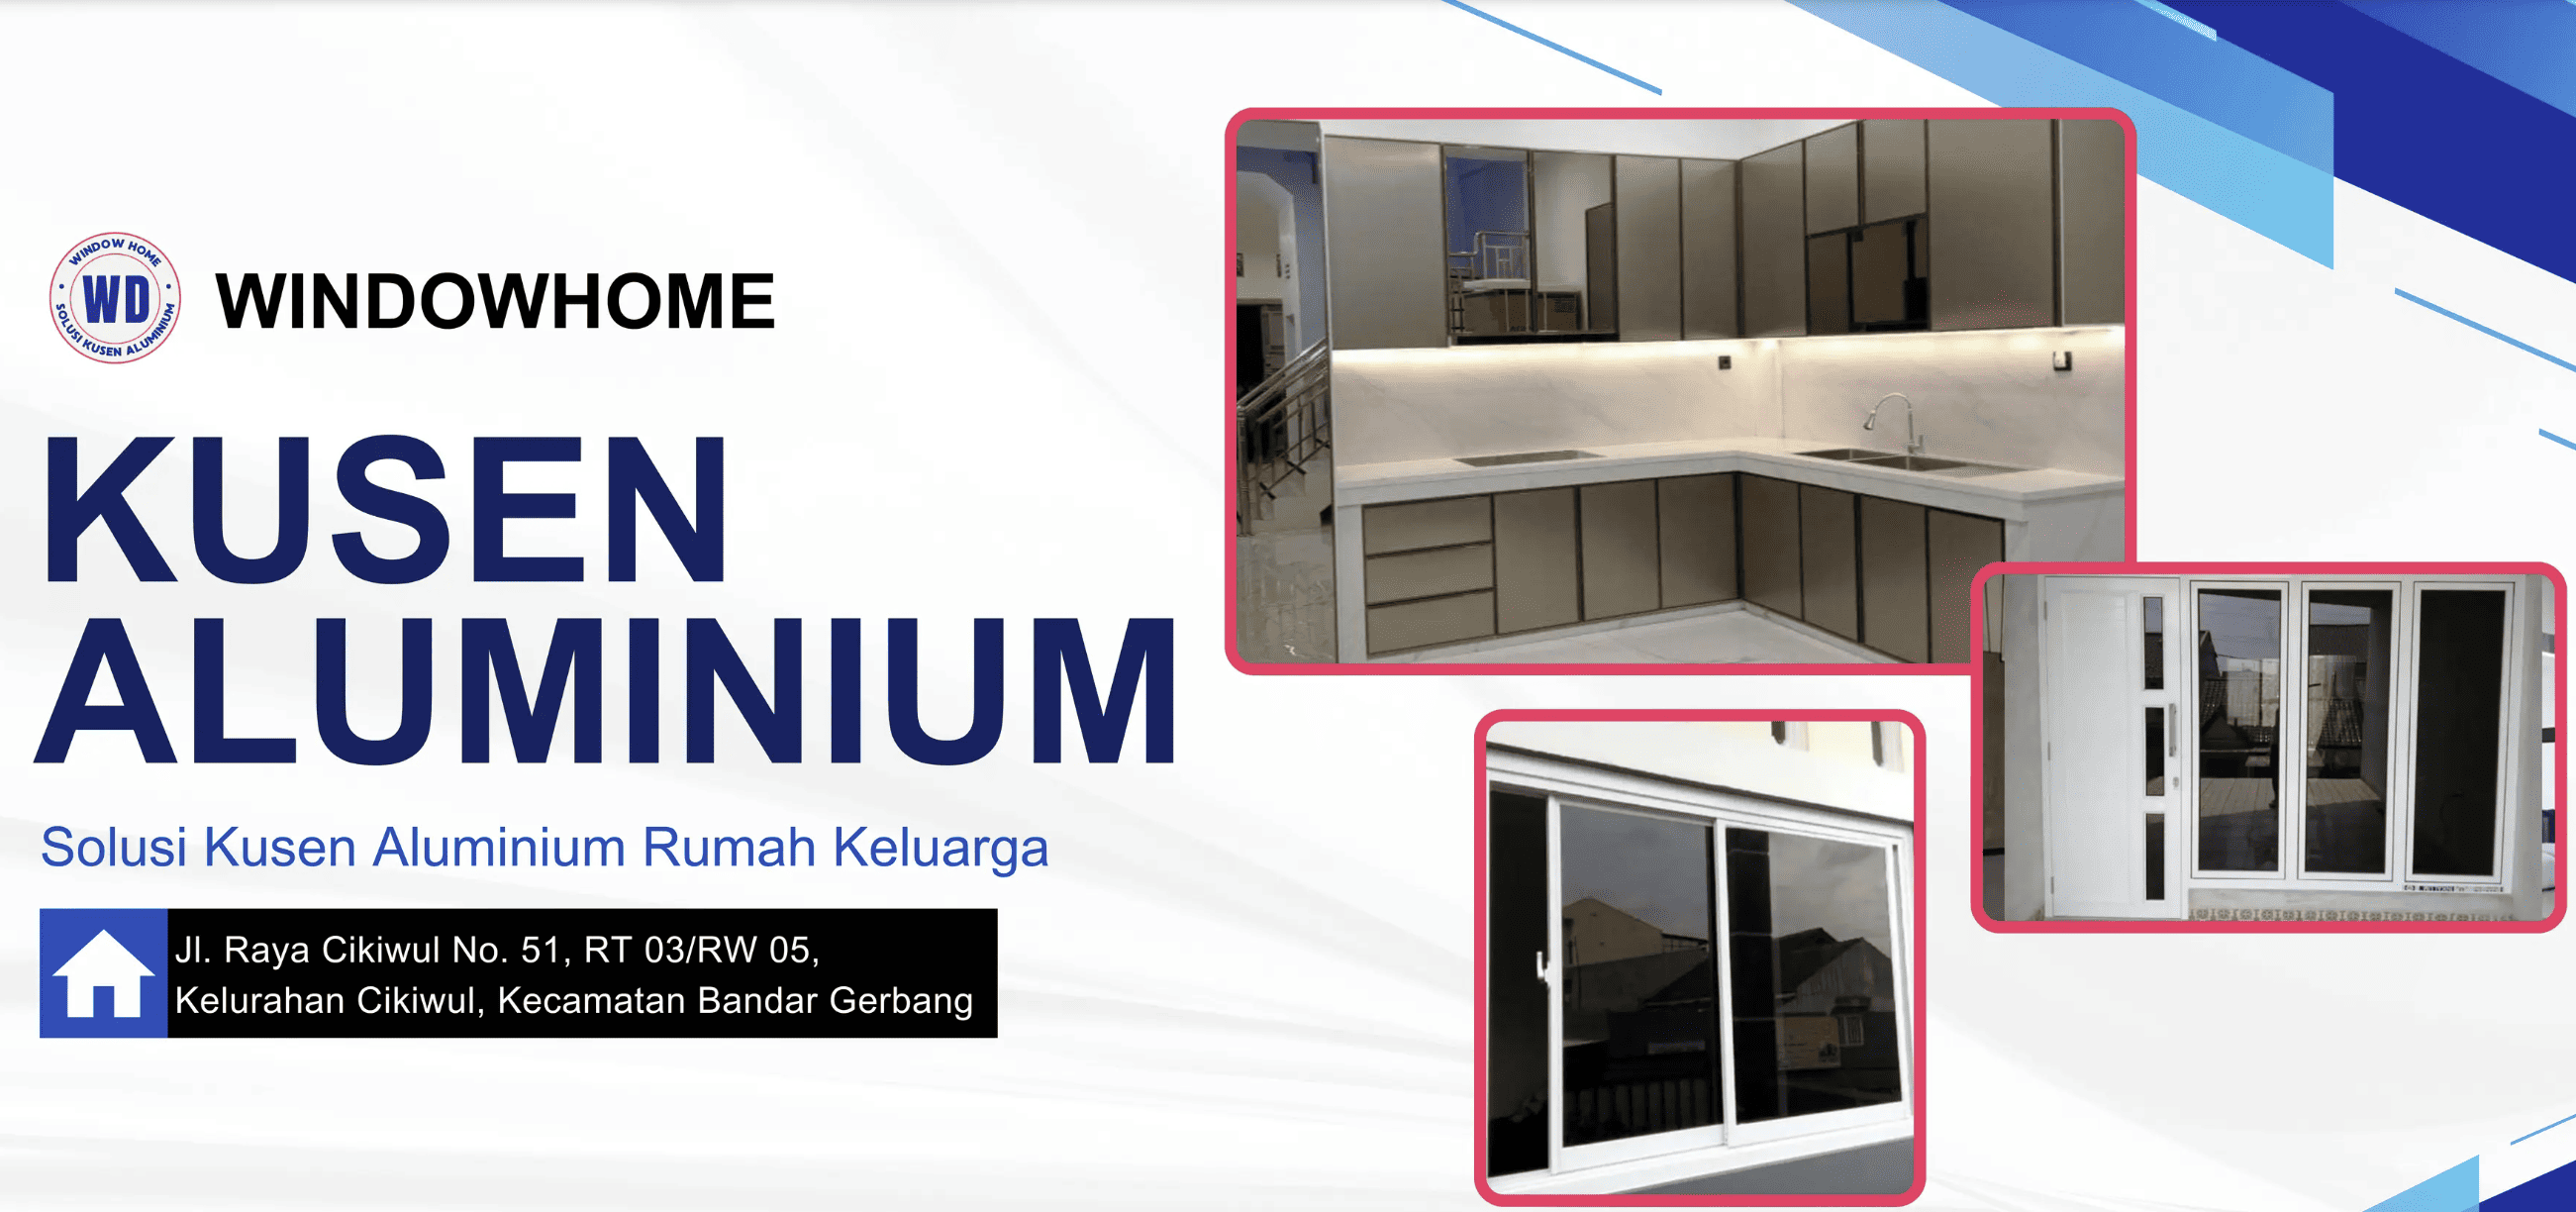 WINDOW HOME
WD
SOLUSI KUSEN ALUMINIUM
WINDOWHOME
KUSEN
ALUMINIUM
Solusi Kusen Aluminium Rumah Keluarga
Jl. Raya Cikiwul No. 51, RT 03/RW 05,
Kelurahan Cikiwul, Kecamatan Bandar Gerbang